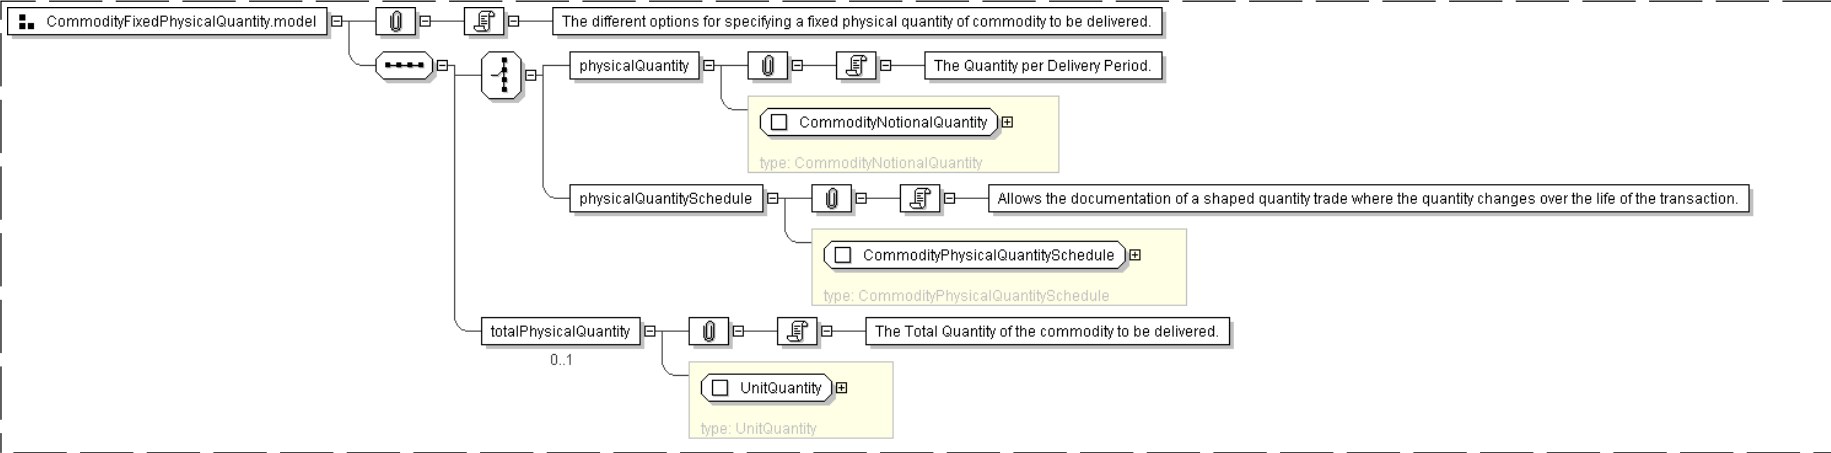 CommodityFixedPhysicalQuantity.model
The different options for specifying a fixed physical quantity of commodity to be delivered.
physicalQuantity
The Quantity per Delivery Period.
CommodityNotionalQuantity
type: CommodityNotionalQuantity
physicalQuantitySchedule
Allows the documentation of a shaped quantity trade where the quantity changes over the life of the transaction.
CommodityPhysicalQuantitySchedule
type: CommodityPhysicalQuantitySchedule
totalPhysicalQuantity
The Total Quantity of the commodity to be delivered.
0..1
UnitQuantity
type: UnitQuantity